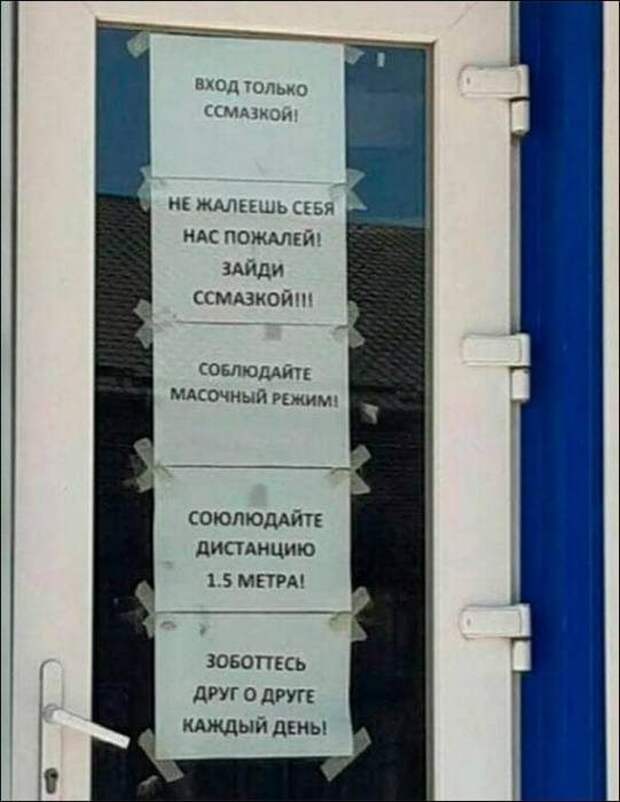 ВХОД ТОЛЬКО
ССМАЗКОЙ!
НЕ ЖАЛЕЕШЬ СЕБЯ
НАС ПОЖАЛЕЙ!
ЗАЙДИ
ССМАЗКОЙ!!!
СОБЛЮДАЙТЕ
МАСОЧНЫЙ РЕЖИМ!
СОЮЛЮДАЙТЕ
ДИСТАНЦИЮ
1.5 МЕТРА!
ЗОБОТТЕСЬ
ДРУГ О ДРУГЕ
КАЖДЫЙ ДЕНЬ!